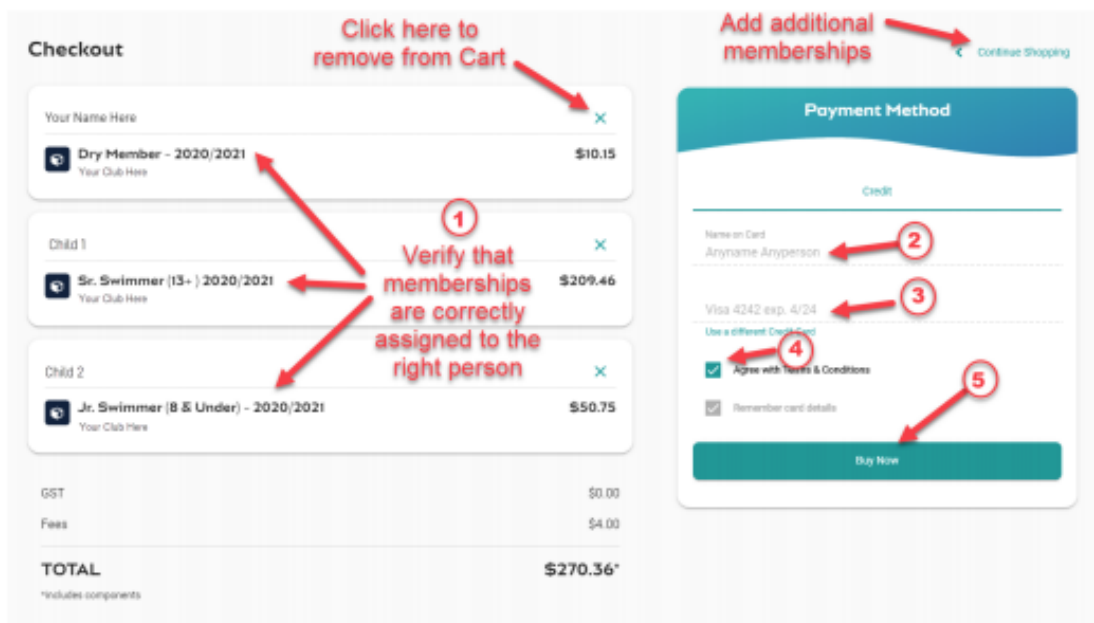 Checkout
Click here to
remove from Cart
Add additional
memberships
Continue Shopping
Your Name Here
Dry Member - 2020/2021
$10.15
Your Club Here
Child 1
Sr. Swimmer (13+ ) 2020/2021
$209.46
Your Club Here
Child 2
Jr. Swimmer (8 & Under) - 2020/2021
$50.75
Your Club Here
1
Verify that
memberships
are correctly
assigned to the
right person
GST
$0.00
Fees
$4.00
TOTAL
$270.36*
*Includes components
Payment Method
Credit
Name on Card
Anyname Anyperson
2
Visa 4242 exp. 4/24
3
Use a different Credit Card
4
Agree with Terms & Conditions
Remember card details
5
Buy Now